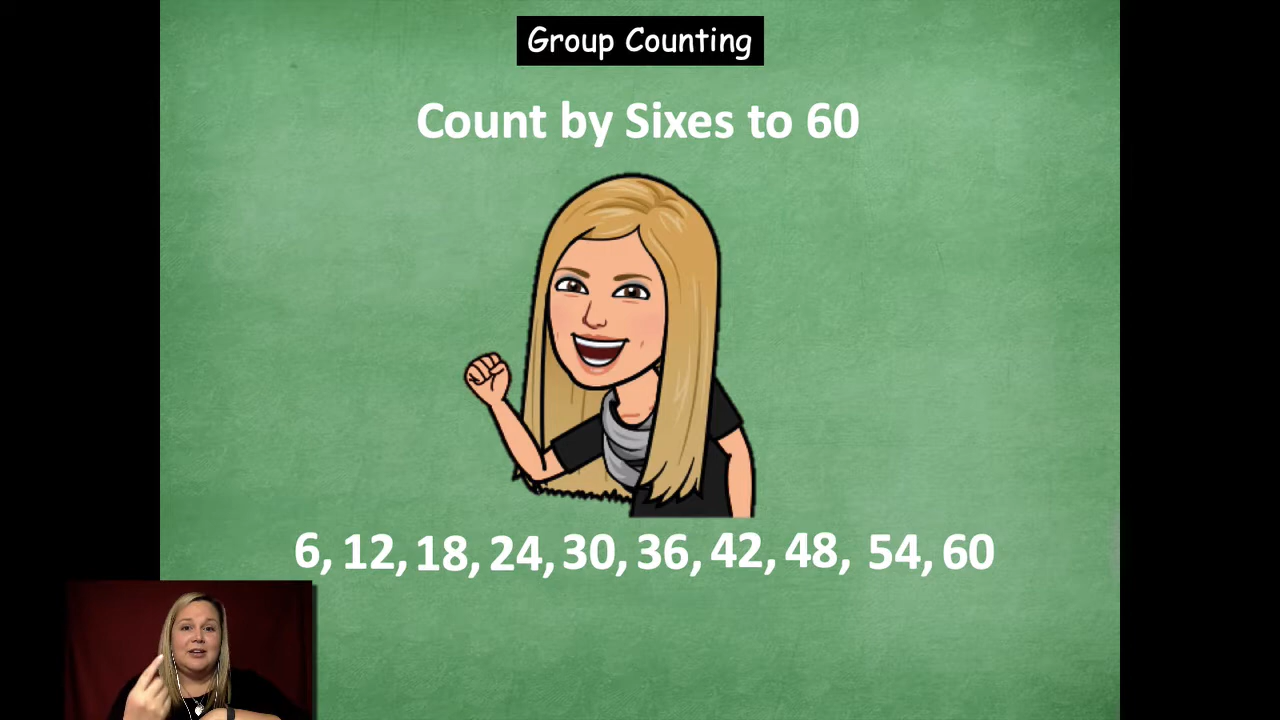 Group Counting
Count by Sixes to 60
6, 12, 18, 24, 30, 36, 42, 48, 54, 60